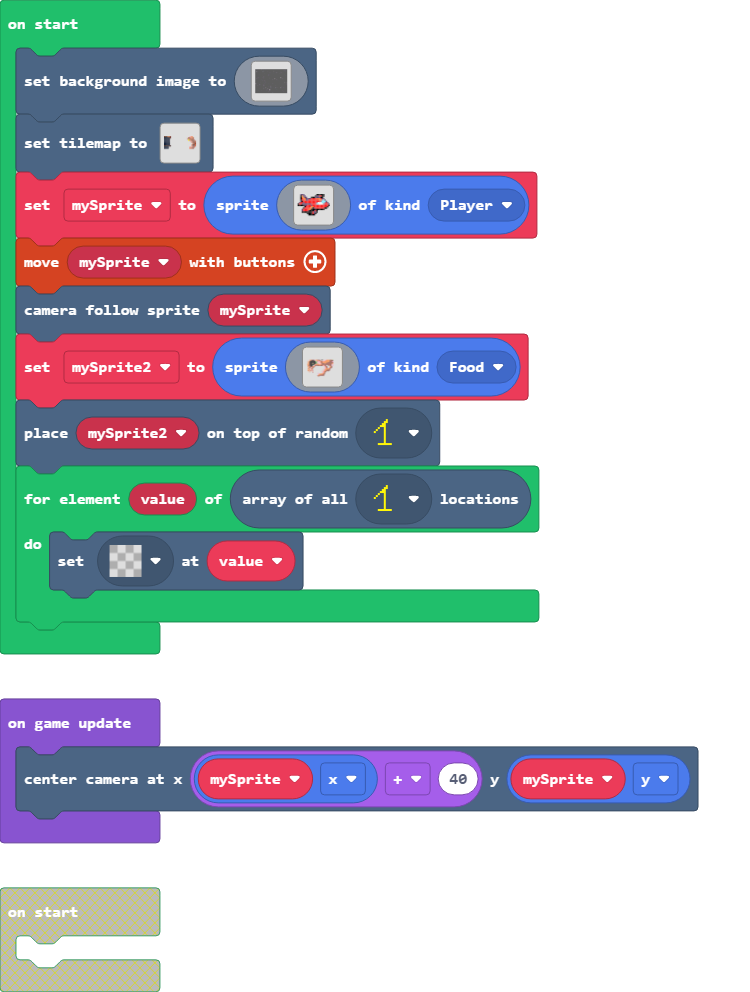 on start
set background image to
set tilemap to
set mySprite to sprite of kind Player
move mySprite with buttons
camera follow sprite mySprite
set mySprite2 to sprite of kind Food
place mySprite2 on top of random 1
for element value of array of all 1 locations
do
set at value
on game update
center camera at x mySprite x + 40 y mySprite y
on start